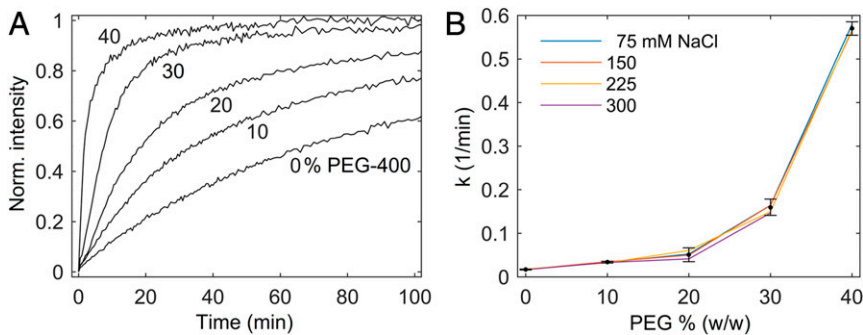 A
Norm. intensity
1
0.8
0.6
0.4
0.2
0
40
30
20
10
0% PEG-400
0 20 40 60 80 100
Time (min)
B
k (1/min)
0.6
0.5
0.4
0.3
0.2
0.1
0
75 mM NaCl
150
225
300
0 10 20 30 40
PEG % (w/w)